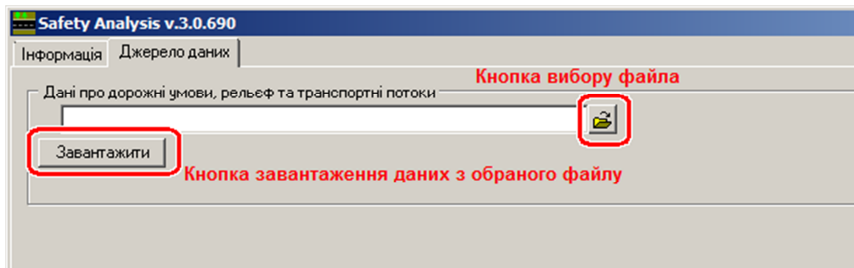 Safety Analysis v.3.0.690
Інформація Джерело даних
Кнопка вибору файла
Дані про дорожні умови, рельєф та транспортні потоки
Завантажити
Кнопка завантаження даних з обраного файлу